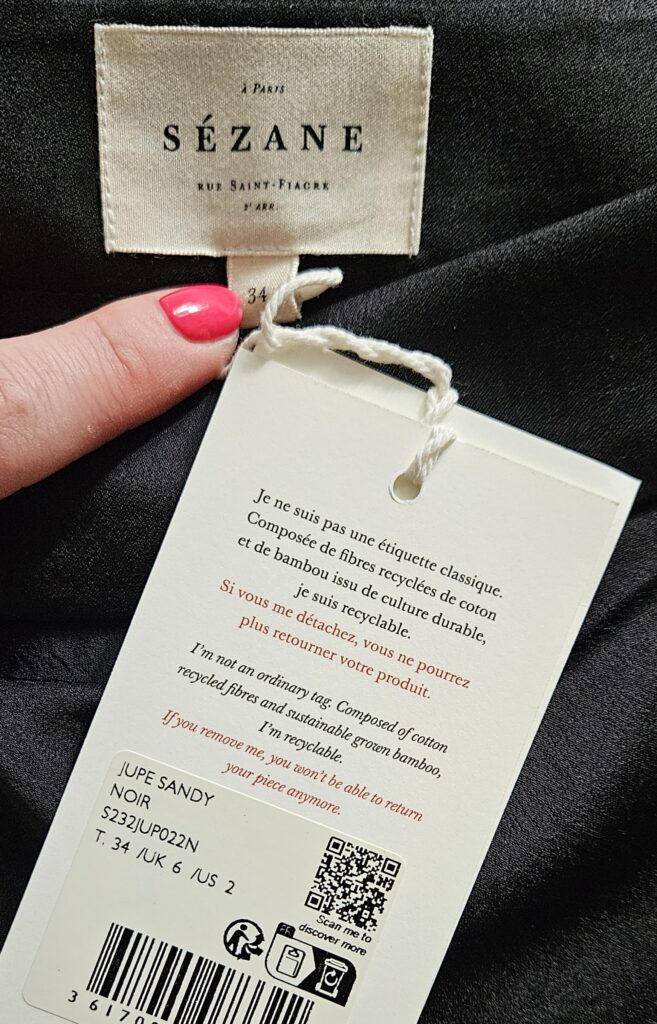 À PARIS
SÉZANE
RUE SAINT-FIACRE
2ᵉ ARR.
34
Je ne suis pas une étiquette classique.
Composée de fibres recyclées de coton
et de bambou issu de culture durable,
je suis recyclable.
Si vous me détachez, vous ne pourrez
plus retourner votre produit.
I'm not an ordinary tag. Composed of cotton
recycled fibres and sustainable grown bamboo,
I'm recyclable.
If you remove me, you won't be able to return
your piece anymore.
JUPE SANDY
NOIR
S232JUP022N
T. 34 /UK 6 /US 2
Scan me to
discover more
FR
3 6170